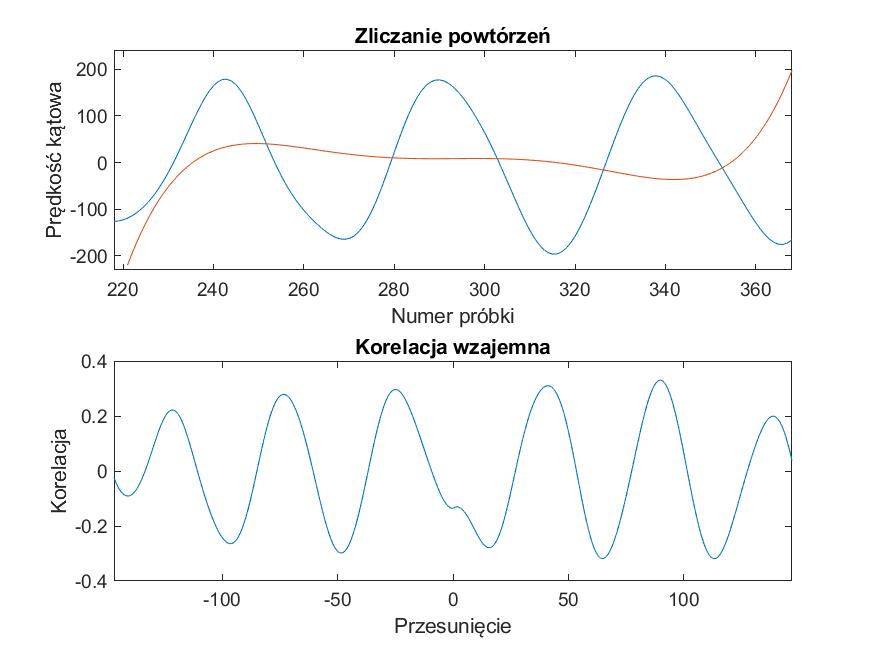 Zliczanie powtórzeń
200
100
0
-100
-200
Prędkość kątowa
220 240 260 280 300 320 340 360
Numer próbki
Korelacja wzajemna
0.4
0.2
0
-0.2
-0.4
Korelacja
-100 -50 0 50 100
Przesunięcie